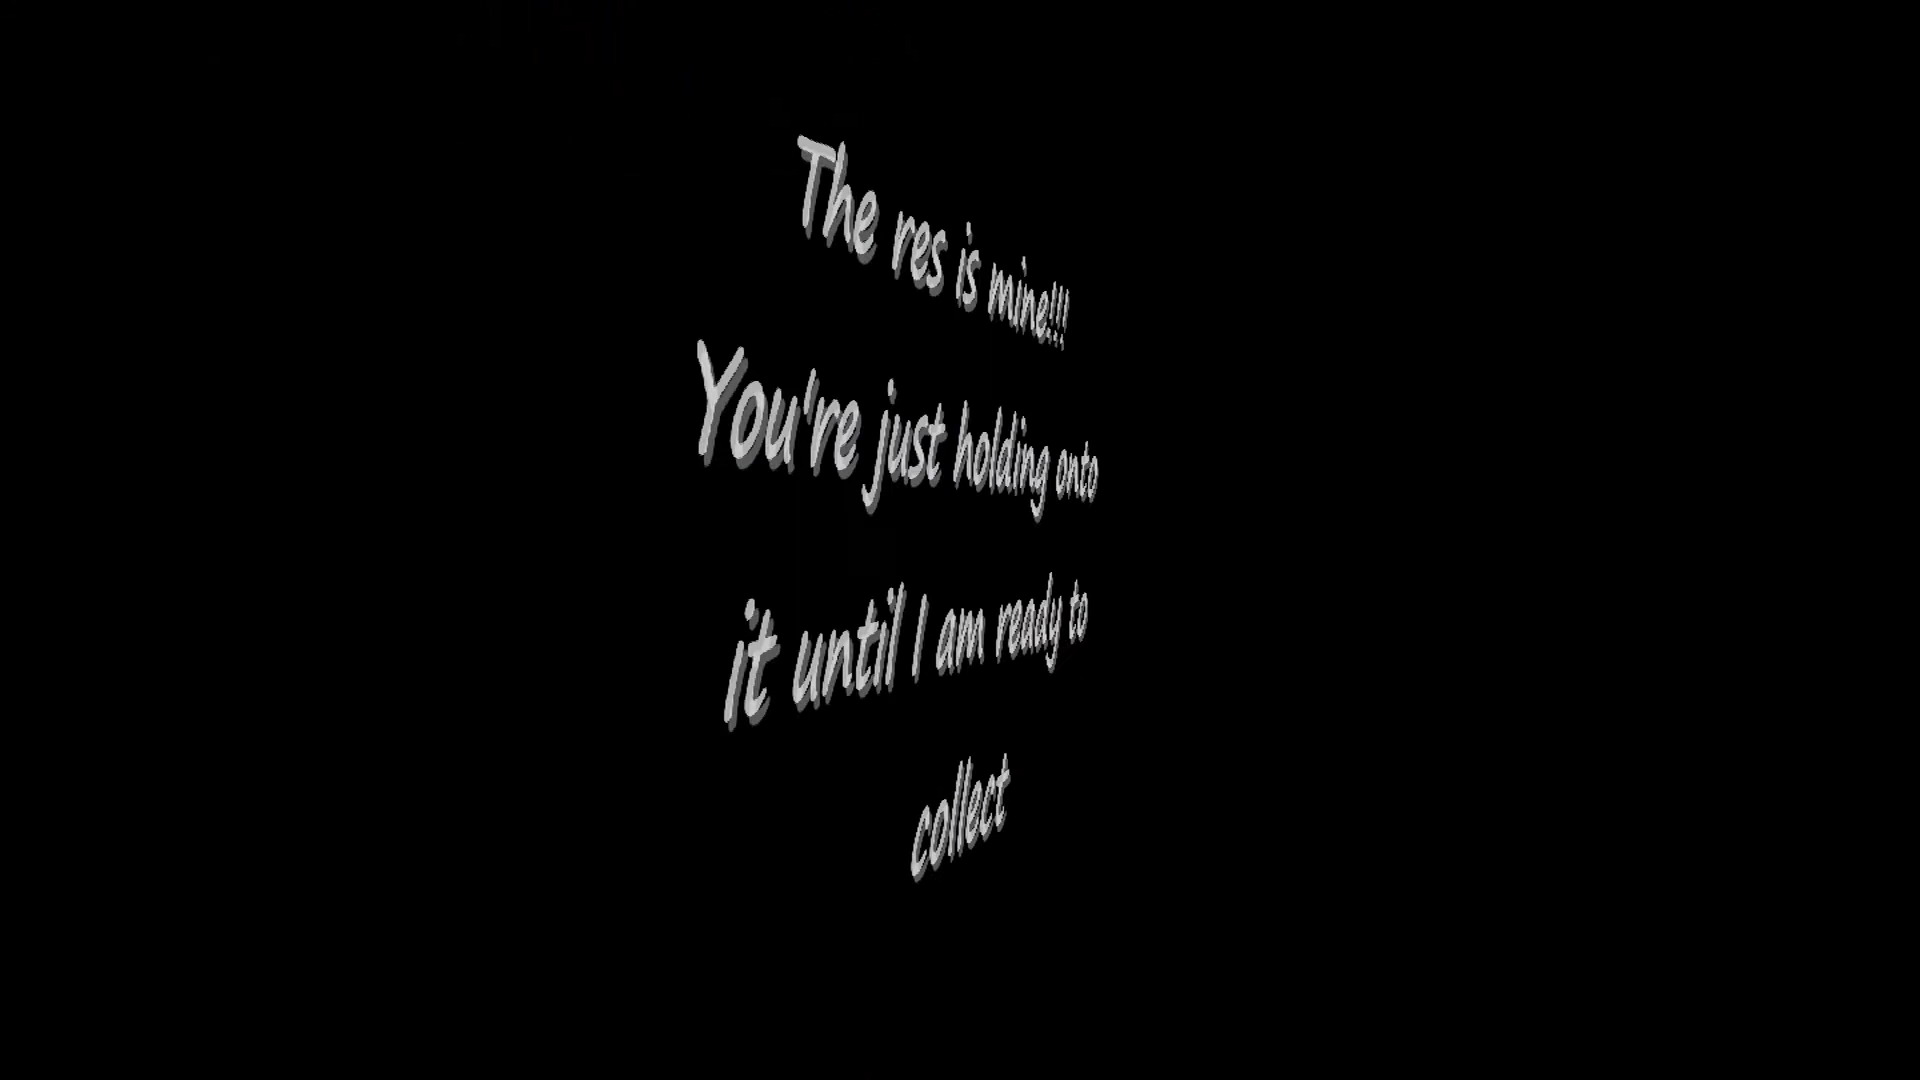 The res is mine!!!
You're just holding onto
it until I am ready to
collect